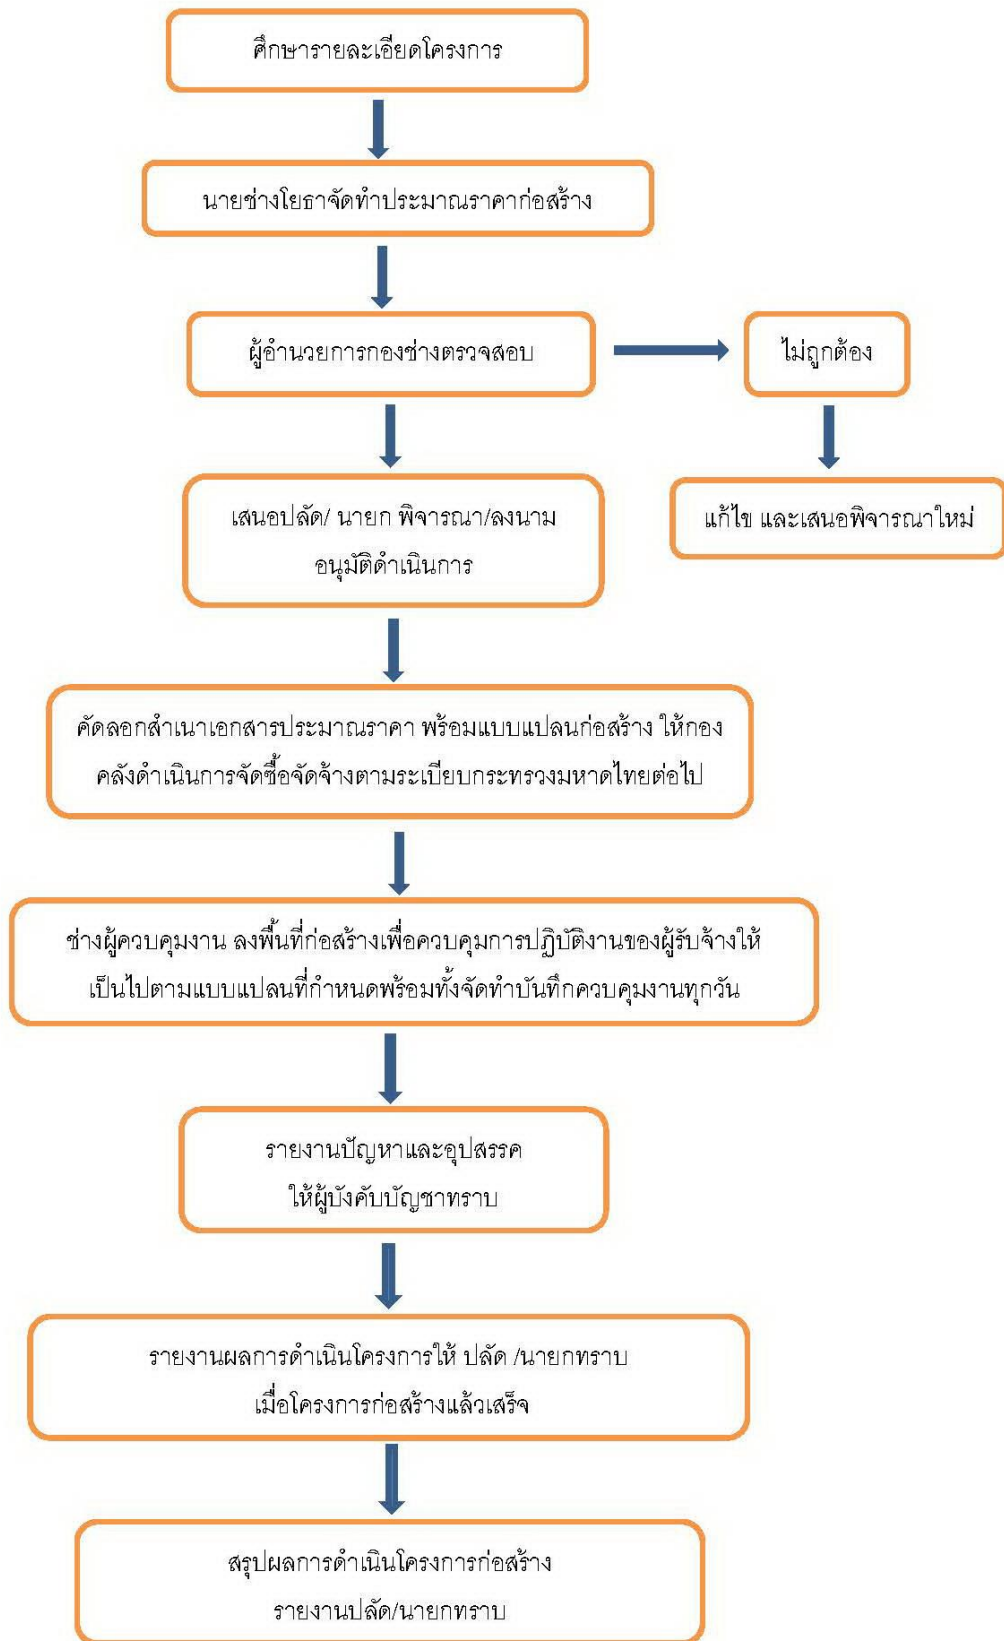 ศึกษารายละเอียดโครงการ
นายช่างโยธาจัดทำประมาณราคาก่อสร้าง
ผู้อำนวยการกองช่างตรวจสอบ
ไม่ถูกต้อง
เสนอปลัด/ นายก พิจารณา/ลงนาม
อนุมัติดำเนินการ
แก้ไข และเสนอพิจารณาใหม่
คัดลอกสำเนาเอกสารประมาณราคา พร้อมแบบแปลนก่อสร้าง ให้กอง
คลังดำเนินการจัดซื้อจัดจ้างตามระเบียบกระทรวงมหาดไทยต่อไป
ช่างผู้ควบคุมงาน ลงพื้นที่ก่อสร้างเพื่อควบคุมการปฏิบัติงานของผู้รับจ้างให้
เป็นไปตามแบบแปลนที่กำหนดพร้อมทั้งจัดทำบันทึกควบคุมงานทุกวัน
รายงานปัญหาและอุปสรรค
ให้ผู้บังคับบัญชาทราบ
รายงานผลการดำเนินโครงการให้ ปลัด /นายกทราบ
เมื่อโครงการก่อสร้างแล้วเสร็จ
สรุปผลการดำเนินโครงการก่อสร้าง
รายงานปลัด/นายกทราบ